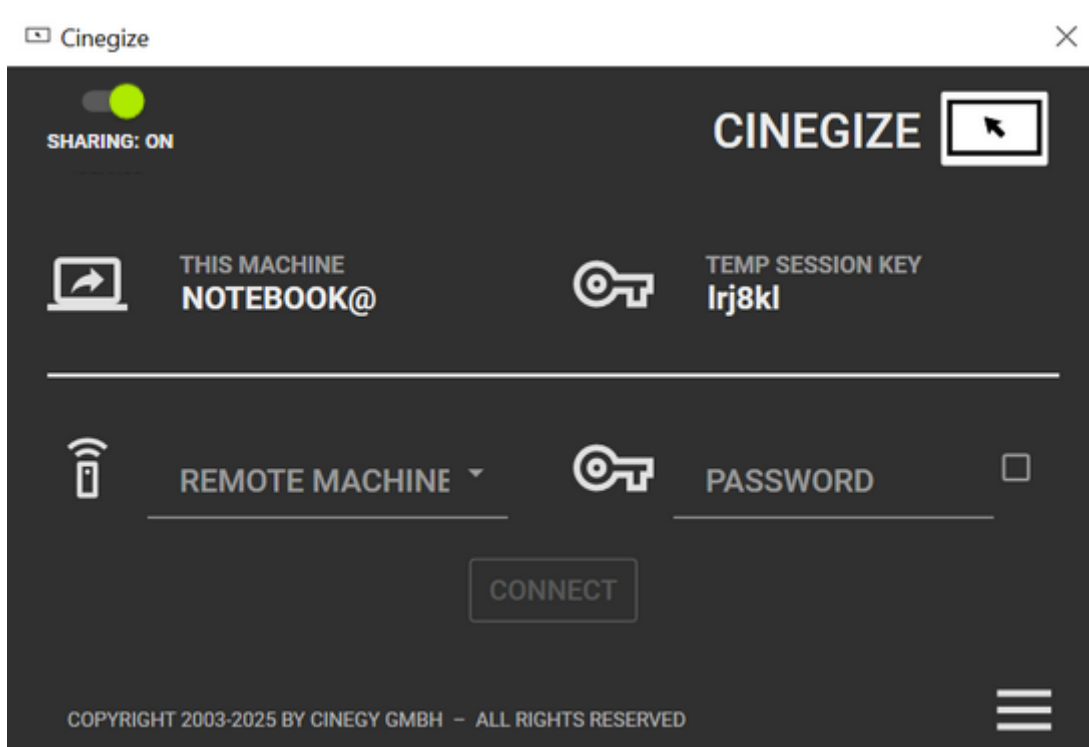 Cinegize
SHARING: ON
CINEGIZE
THIS MACHINE
NOTEBOOK@
TEMP SESSION KEY
lrj8kl
REMOTE MACHINE
PASSWORD
CONNECT
COPYRIGHT 2003-2025 BY CINEGY GMBH – ALL RIGHTS RESERVED